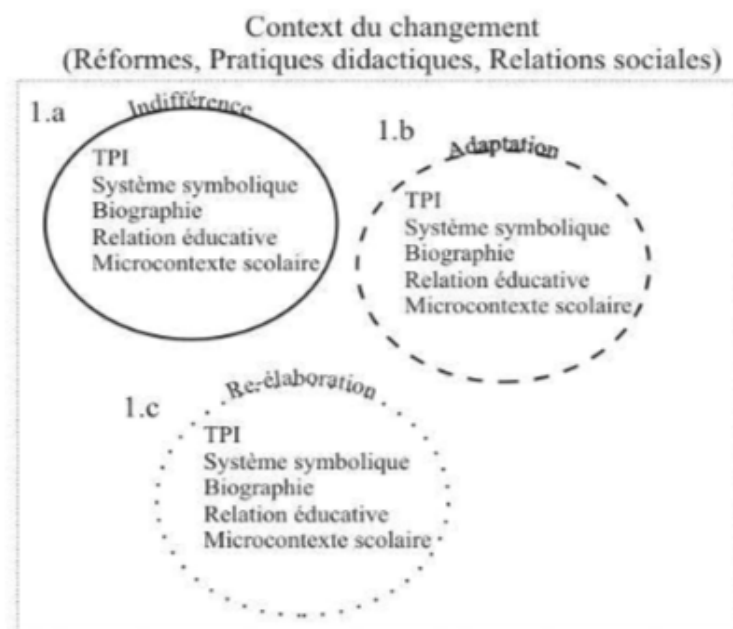 Context du changement
(Réformes, Pratiques didactiques, Relations sociales)
1.a
Indifférence
TPI
Système symbolique
Biographie
Relation éducative
Microcontexte scolaire
1.b
Adaptation
TPI
Système symbolique
Biographie
Relation éducative
Microcontexte scolaire
1.c
Re-élaboration
TPI
Système symbolique
Biographie
Relation éducative
Microcontexte scolaire